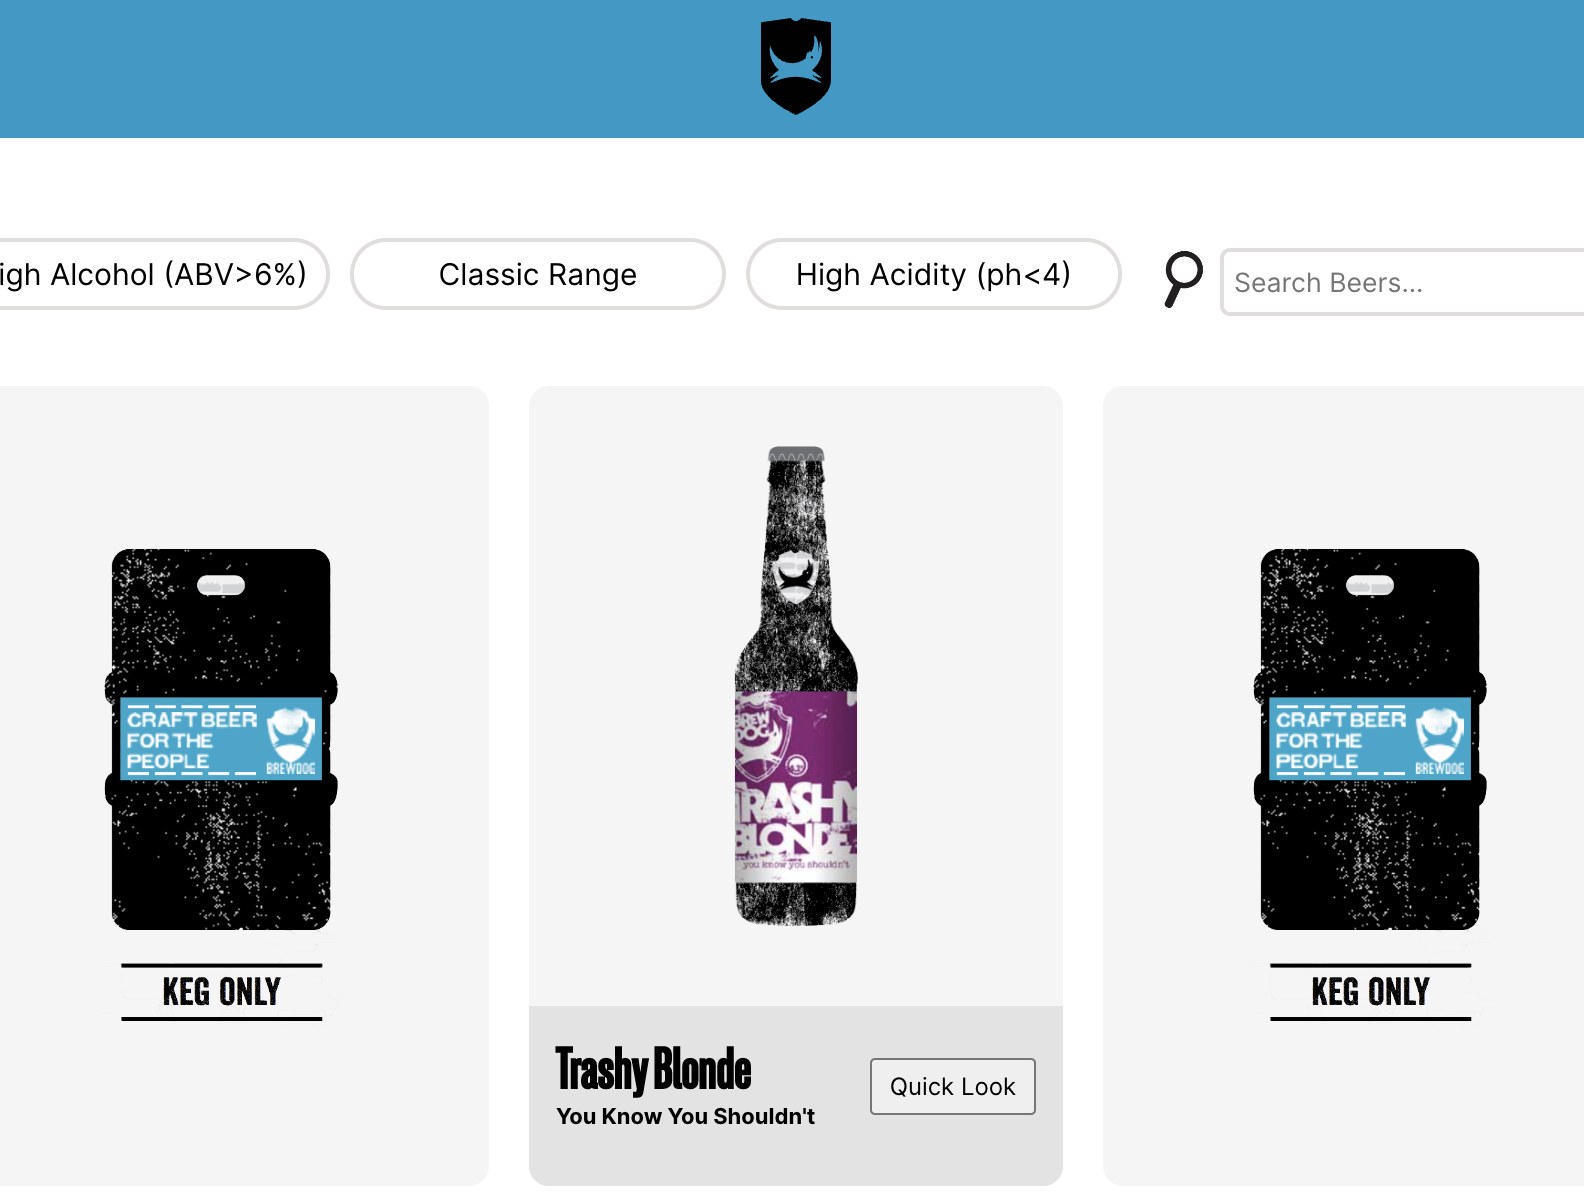 igh Alcohol (ABV>6%)
Classic Range
High Acidity (ph<4)
Search Beers...
CRAFT BEER
FOR THE
PEOPLE
BREWDOG
KEG ONLY
BREW
DOG
TRASHY
BLONDE
you know you shouldn't
Trashy Blonde
You Know You Shouldn't
Quick Look
CRAFT BEER
FOR THE
PEOPLE
BREWDOG
KEG ONLY